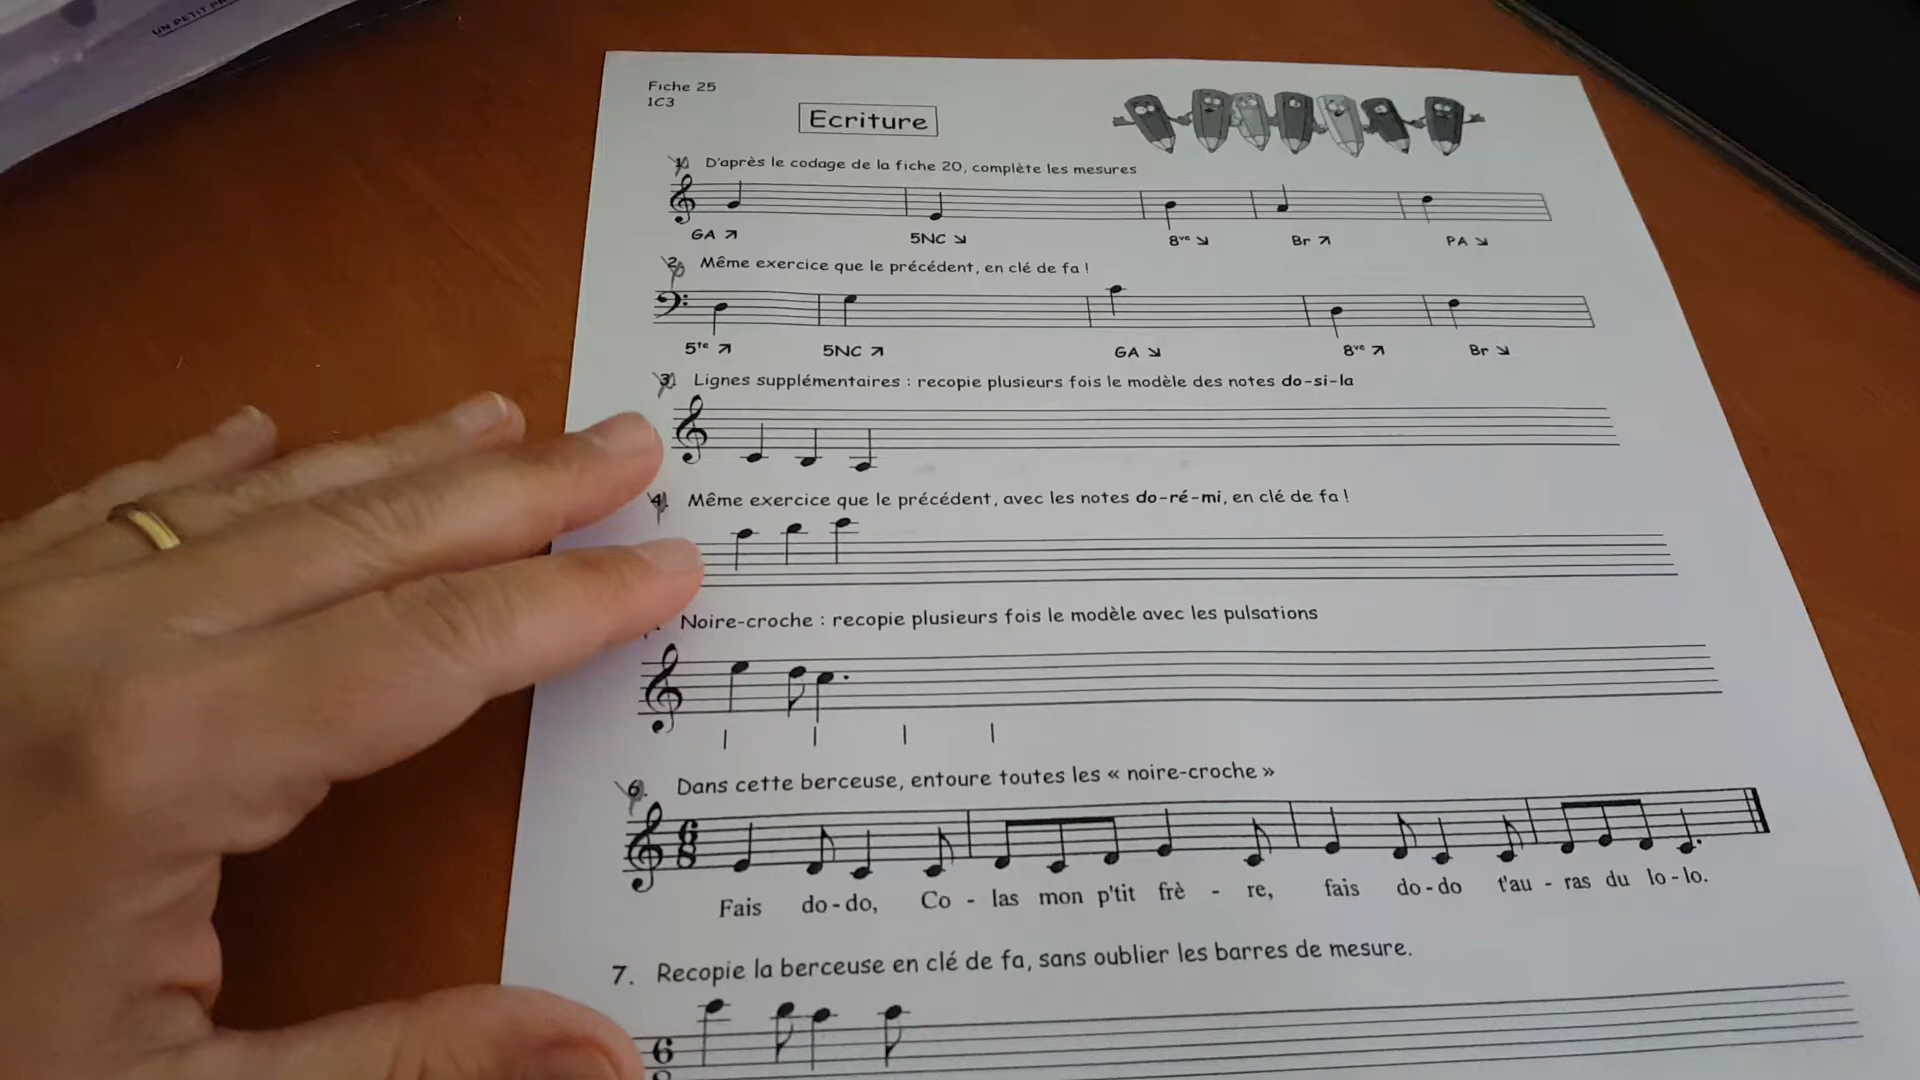 UN PETIT
Fiche 25
1C3
Ecriture
1. D'après le codage de la fiche 20, complète les mesures
GA ↗ 5NC ↘ 8ve ↘ Br ↗ PA ↘
2. Même exercice que le précédent, en clé de fa !
5te ↗ 5NC ↗ GA ↘ 8ve ↗ Br ↘
3. Lignes supplémentaires : recopie plusieurs fois le modèle des notes do-si-la
4. Même exercice que le précédent, avec les notes do-ré-mi, en clé de fa !
Noire-croche : recopie plusieurs fois le modèle avec les pulsations
6. Dans cette berceuse, entoure toutes les « noire-croche »
6
8
Fais do-do, Co - las mon p'tit frè - re, fais do-do t'au - ras du lo-lo.
7. Recopie la berceuse en clé de fa, sans oublier les barres de mesure.
6